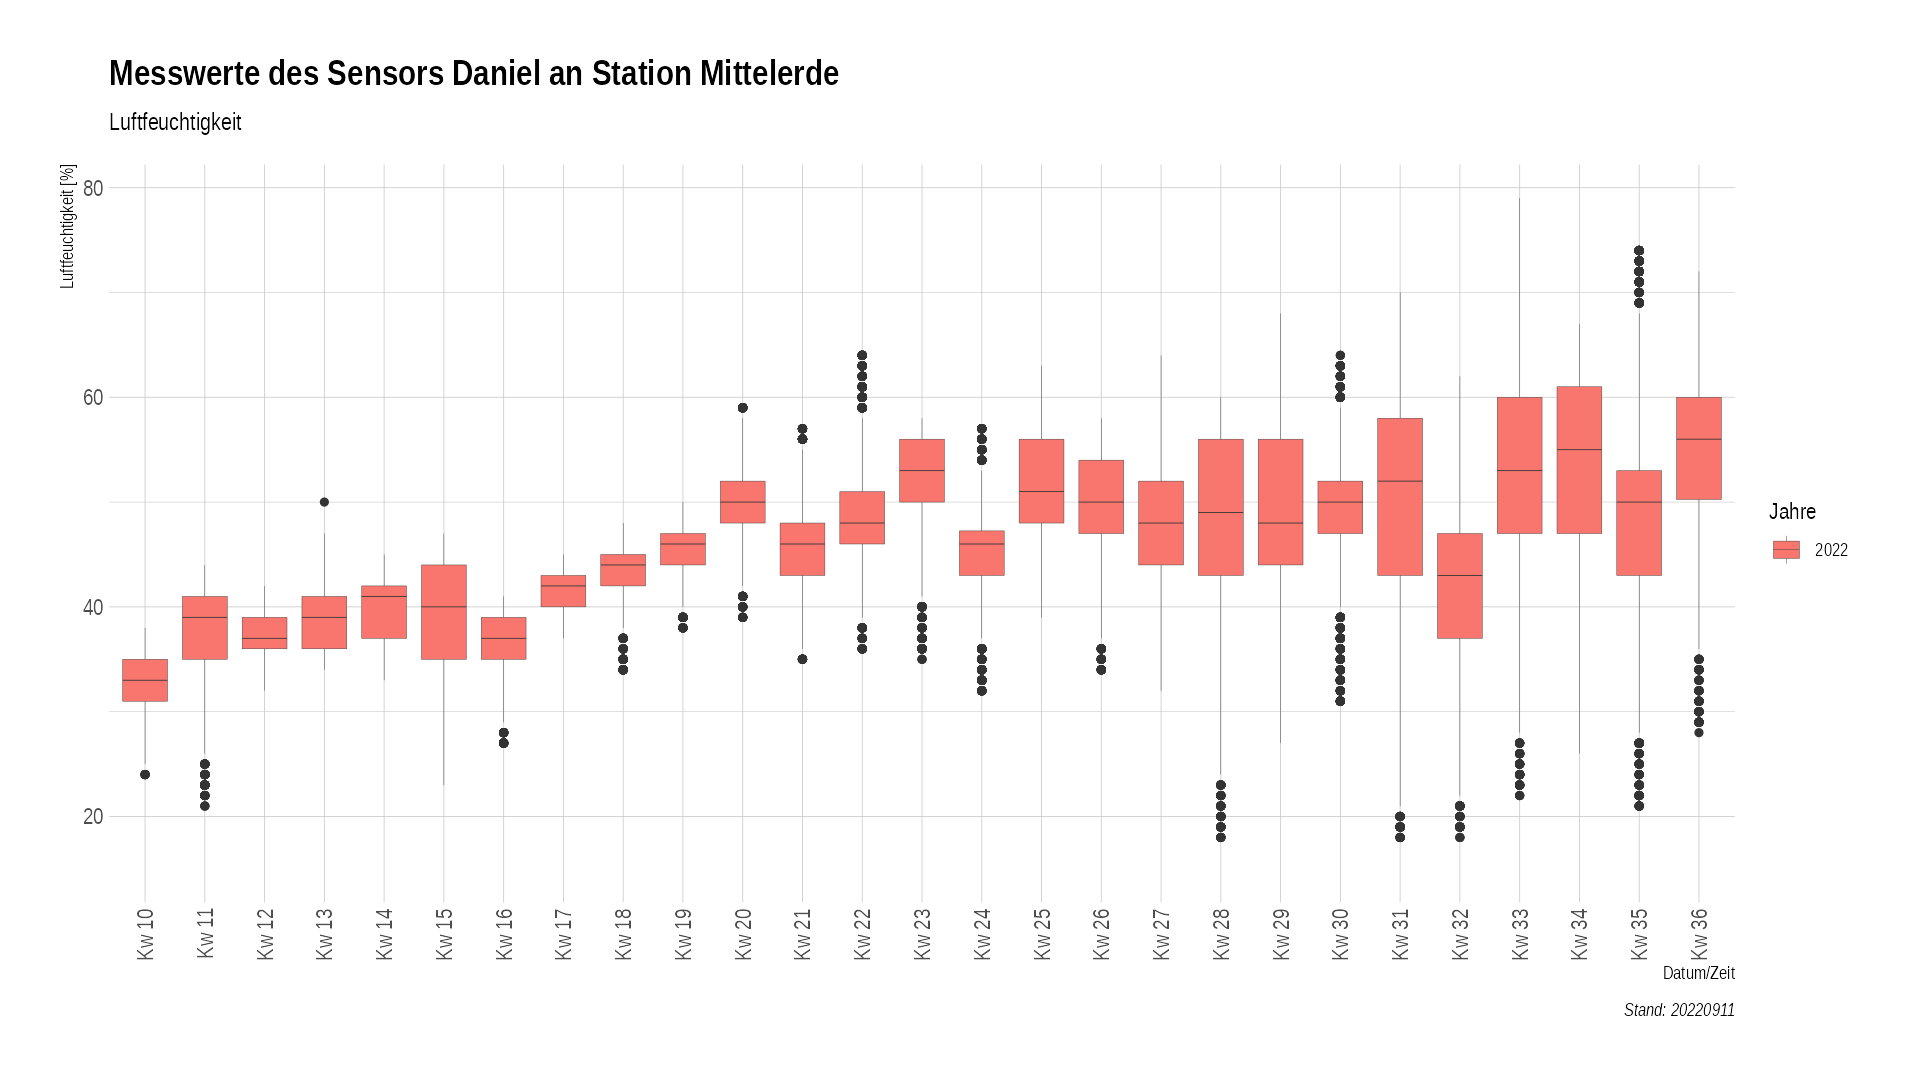 Messwerte des Sensors Daniel an Station Mittelerde
Luftfeuchtigkeit
Luftfeuchtigkeit [%]
80
60
40
20
Kw 10
Kw 11
Kw 12
Kw 13
Kw 14
Kw 15
Kw 16
Kw 17
Kw 18
Kw 19
Kw 20
Kw 21
Kw 22
Kw 23
Kw 24
Kw 25
Kw 26
Kw 27
Kw 28
Kw 29
Kw 30
Kw 31
Kw 32
Kw 33
Kw 34
Kw 35
Kw 36
Datum/Zeit
Jahre
2022
Stand: 20220911